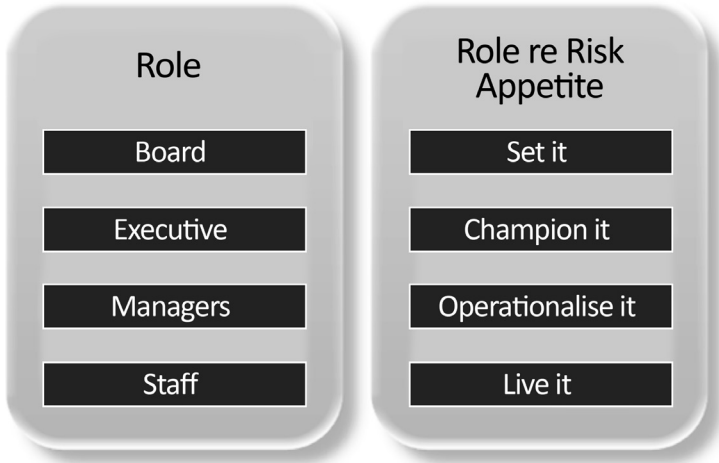 Role
Board
Executive
Managers
Staff
Role re Risk
Appetite
Set it
Champion it
Operationalise it
Live it